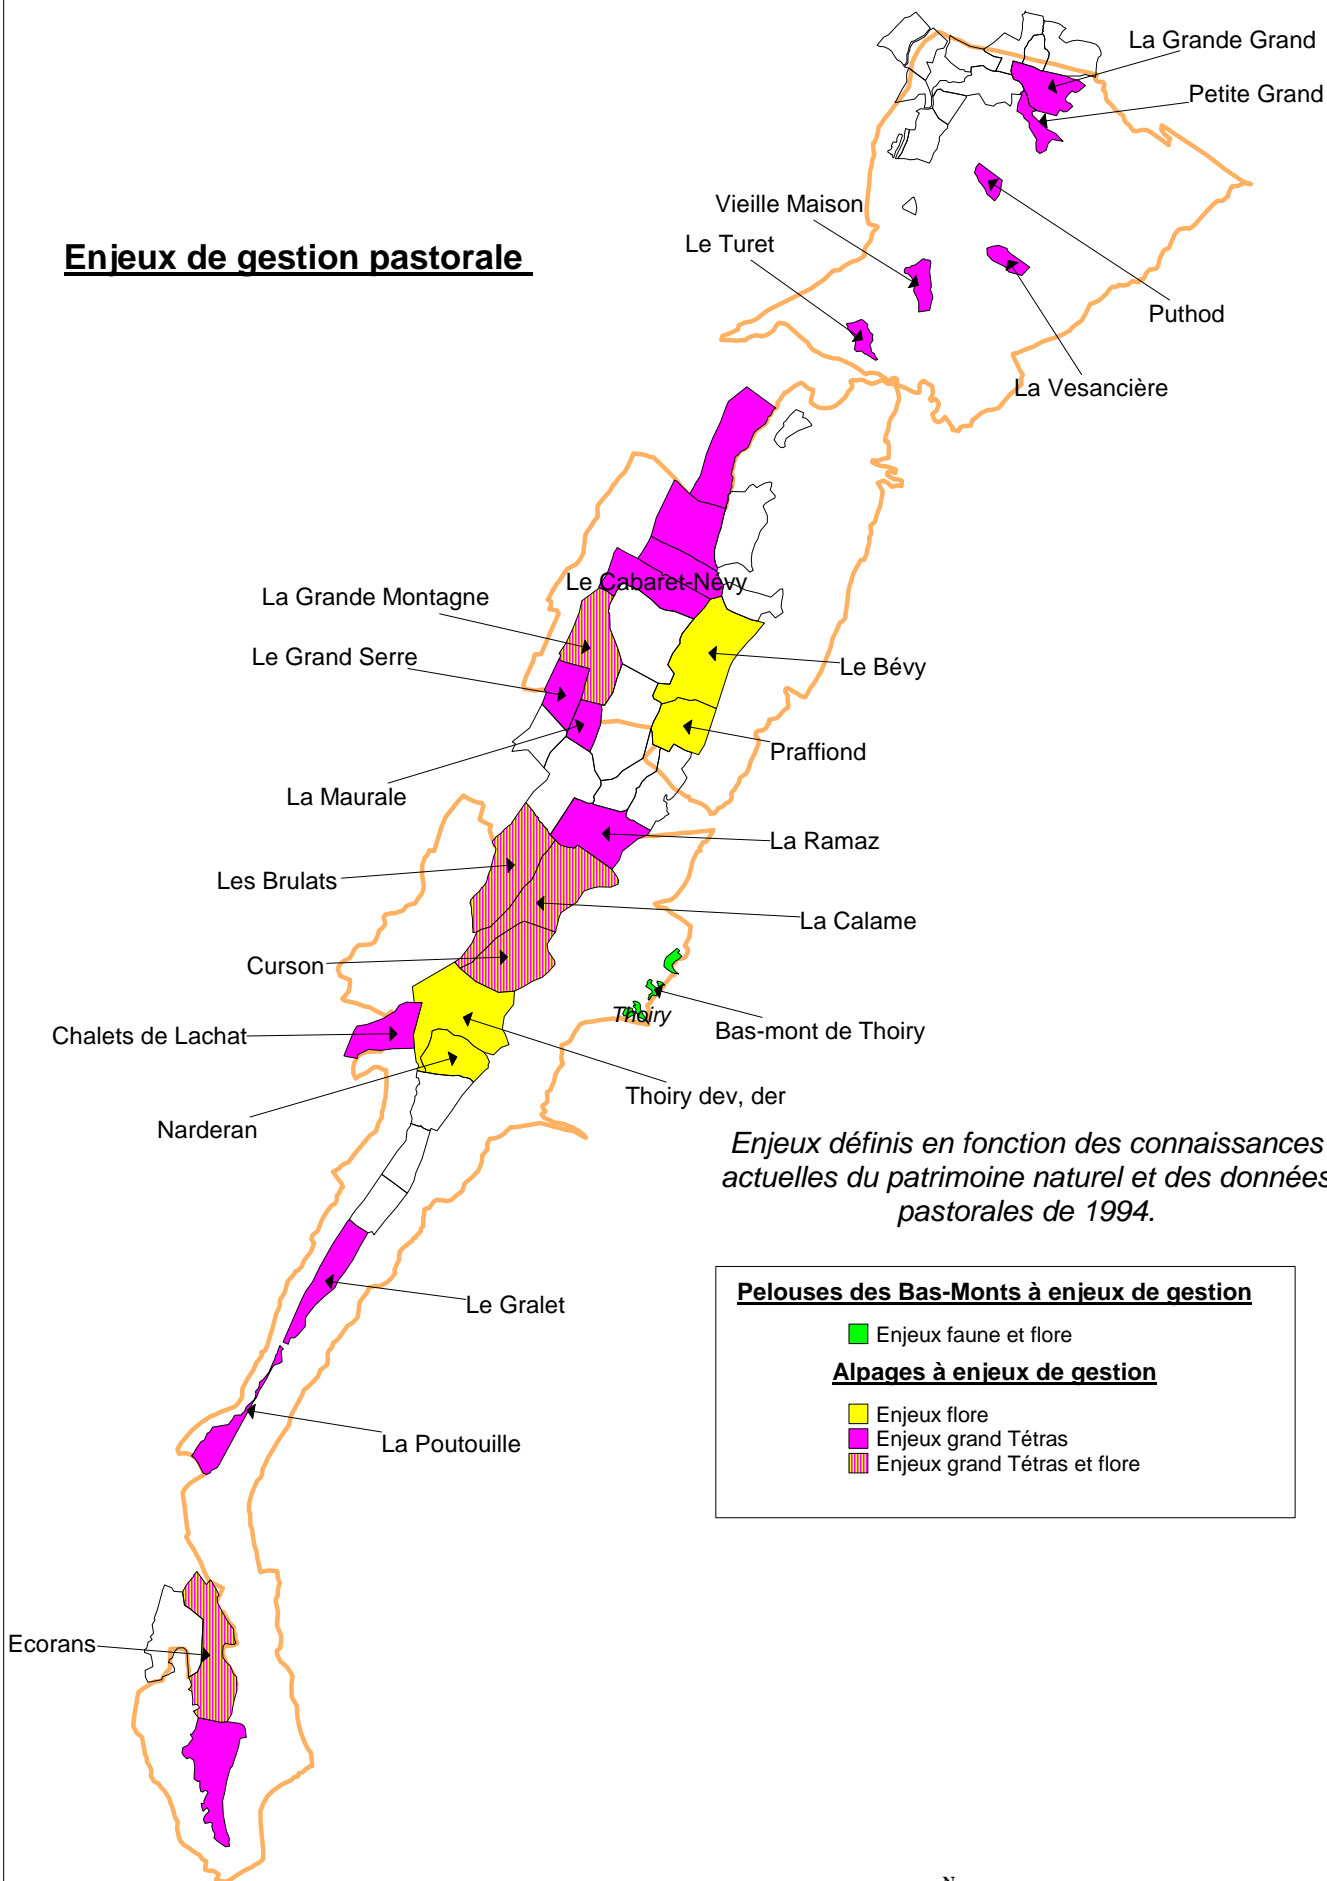 La Grande Grand
Petite Grand
Vieille Maison
Le Turet
Enjeux de gestion pastorale
Puthod
La Vesancière
Le Cabaret-Névy
La Grande Montagne
Le Grand Serre
Le Bévy
Praffiond
La Maurale
La Ramaz
Les Brulats
La Calame
Curson
Thoiry
Chalets de Lachat
Bas-mont de Thoiry
Thoiry dev, der
Narderan
Enjeux définis en fonction des connaissances
actuelles du patrimoine naturel et des données
pastorales de 1994.
Pelouses des Bas-Monts à enjeux de gestion
Enjeux faune et flore
Alpages à enjeux de gestion
Enjeux flore
Enjeux grand Tétras
Enjeux grand Tétras et flore
Le Gralet
La Poutouille
Ecorans
N